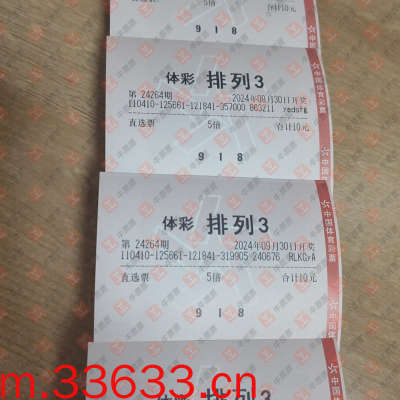 直选票 5倍 合计10元
9 1 8
体彩 排列3
第 24264期 2024年09月30日开奖
110410-125661-121841-357000 863211 yedsfg
直选票 5倍 合计10元
9 1 8
中国体育彩票
体彩 排列3
第 24264期 2024年09月30日开奖
110410-125661-121841-319905 240676 RLKGrA
直选票 5倍 合计10元
9 1 8
中国体育彩票
体彩 排列3
m.33633.cn